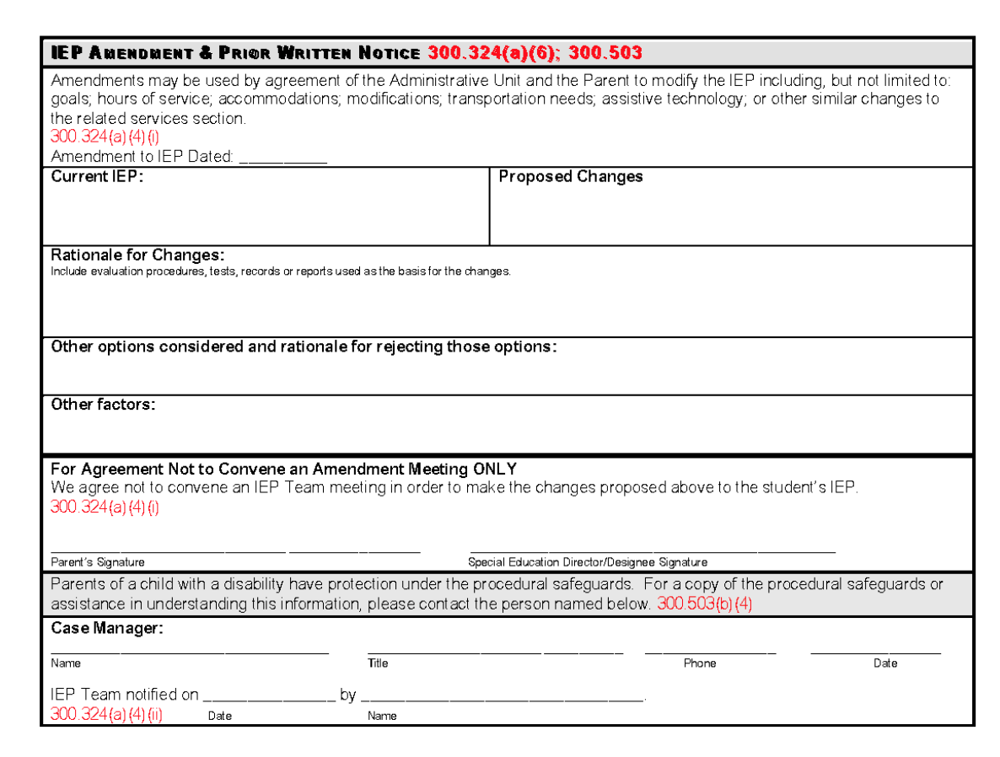 IEP AMENDMENT & PRIOR WRITTEN NOTICE 300.324(a)(6); 300.503
Amendments may be used by agreement of the Administrative Unit and the Parent to modify the IEP including, but not limited to:
goals; hours of service; accommodations; modifications; transportation needs; assistive technology; or other similar changes to
the related services section.
300.324(a)(4)(i)
Amendment to IEP Dated: __________
Current IEP:
Proposed Changes
Rationale for Changes:
Include evaluation procedures, tests, records or reports used as the basis for the changes.
Other options considered and rationale for rejecting those options:
Other factors:
For Agreement Not to Convene an Amendment Meeting ONLY
We agree not to convene an IEP Team meeting in order to make the changes proposed above to the student's IEP.
300.324(a)(4)(i)
Parent's Signature
Special Education Director/Designee Signature
Parents of a child with a disability have protection under the procedural safeguards. For a copy of the procedural safeguards or
assistance in understanding this information, please contact the person named below. 300.503(b)(4)
Case Manager:
Name Title Phone Date
IEP Team notified on _______________ by ________________________________.
300.324(a)(4)(ii) Date Name